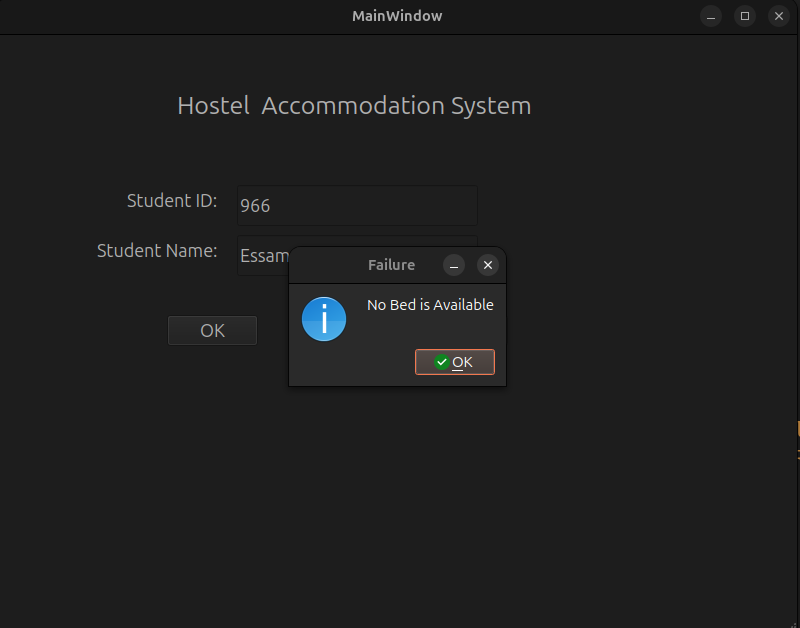 MainWindow
Hostel  Accommodation System
Student ID:
966
Student Name:
Essam
OK
Failure
No Bed is Available
OK